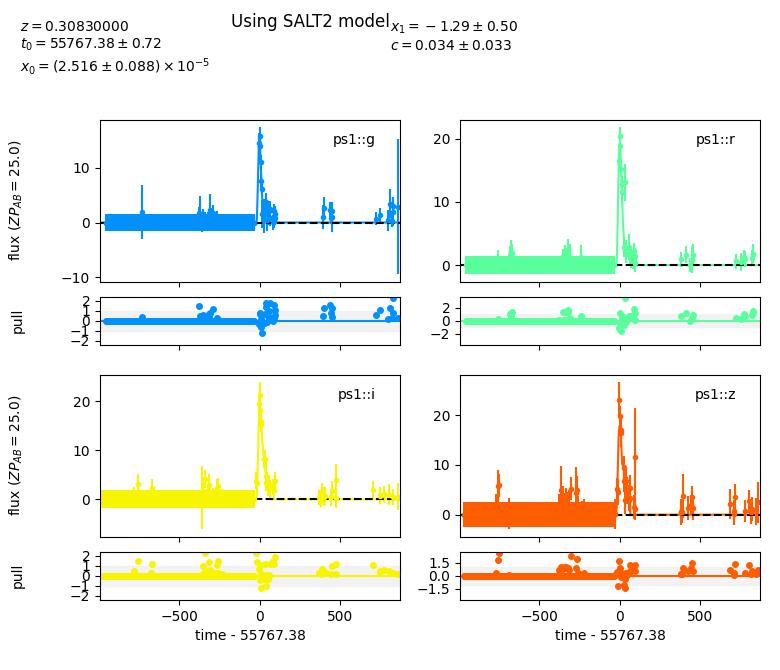 Using SALT2 model
z = 0.30830000
t₀ = 55767.38 ± 0.72
x₀ = (2.516 ± 0.088) × 10⁻⁵
x₁ = −1.29 ± 0.50
c = 0.034 ± 0.033
flux (ZP_AB = 25.0)
ps1::g
10
0
−10
ps1::r
20
10
0
pull
2
1
0
−1
−2
2
0
−2
flux (ZP_AB = 25.0)
ps1::i
20
10
0
ps1::z
20
10
0
pull
2
1
0
−1
−2
1.5
0.0
−1.5
−500
0
500
−500
0
500
time - 55767.38
time - 55767.38